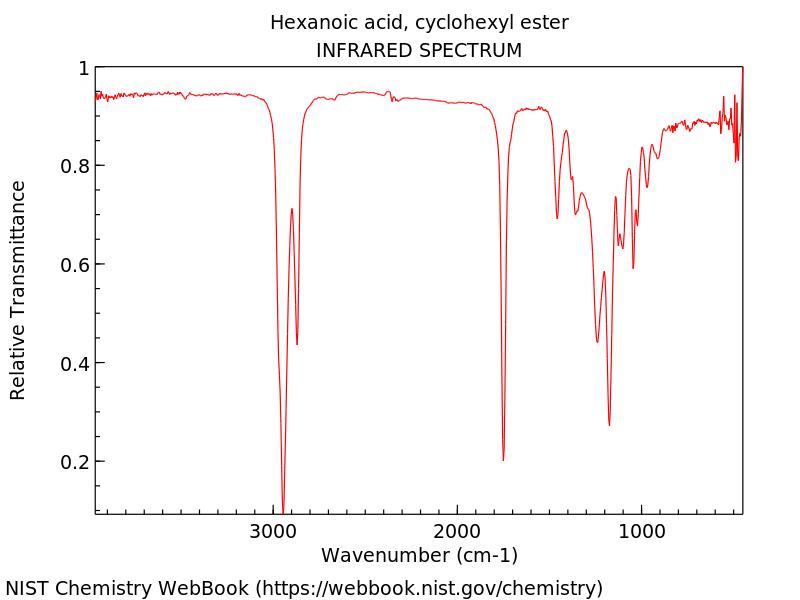 Hexanoic acid, cyclohexyl ester
INFRARED SPECTRUM
1
0.8
0.6
0.4
0.2
Relative Transmittance
3000 2000 1000
Wavenumber (cm-1)
NIST Chemistry WebBook (https://webbook.nist.gov/chemistry)